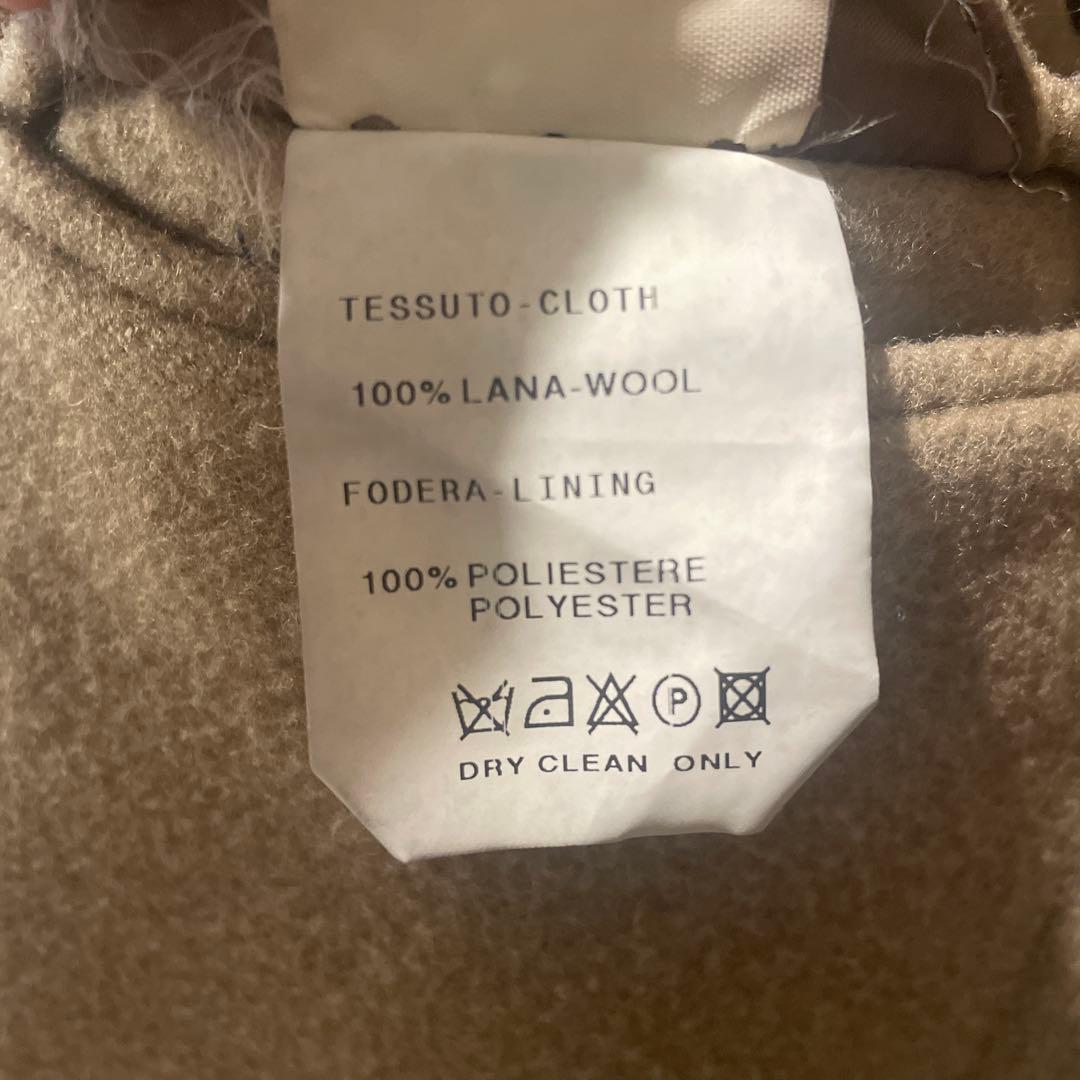 TESSUTO-CLOTH
100% LANA-WOOL
FODERA-LINING
100% POLIESTERE
POLYESTER
P
DRY CLEAN ONLY